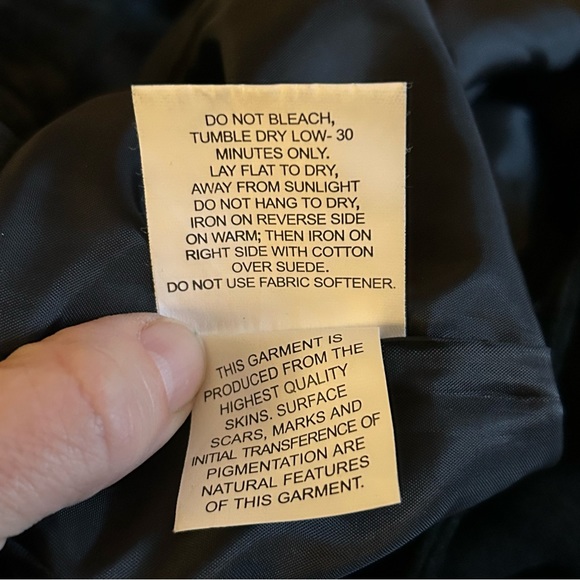 DO NOT BLEACH,
TUMBLE DRY LOW- 30
MINUTES ONLY.
LAY FLAT TO DRY,
AWAY FROM SUNLIGHT
DO NOT HANG TO DRY,
IRON ON REVERSE SIDE
ON WARM; THEN IRON ON
RIGHT SIDE WITH COTTON
OVER SUEDE.
DO NOT USE FABRIC SOFTENER.
THIS GARMENT IS
PRODUCED FROM THE
HIGHEST QUALITY
SKINS. SURFACE
SCARS, MARKS AND
INITIAL TRANSFERENCE OF
PIGMENTATION ARE
NATURAL FEATURES
OF THIS GARMENT.